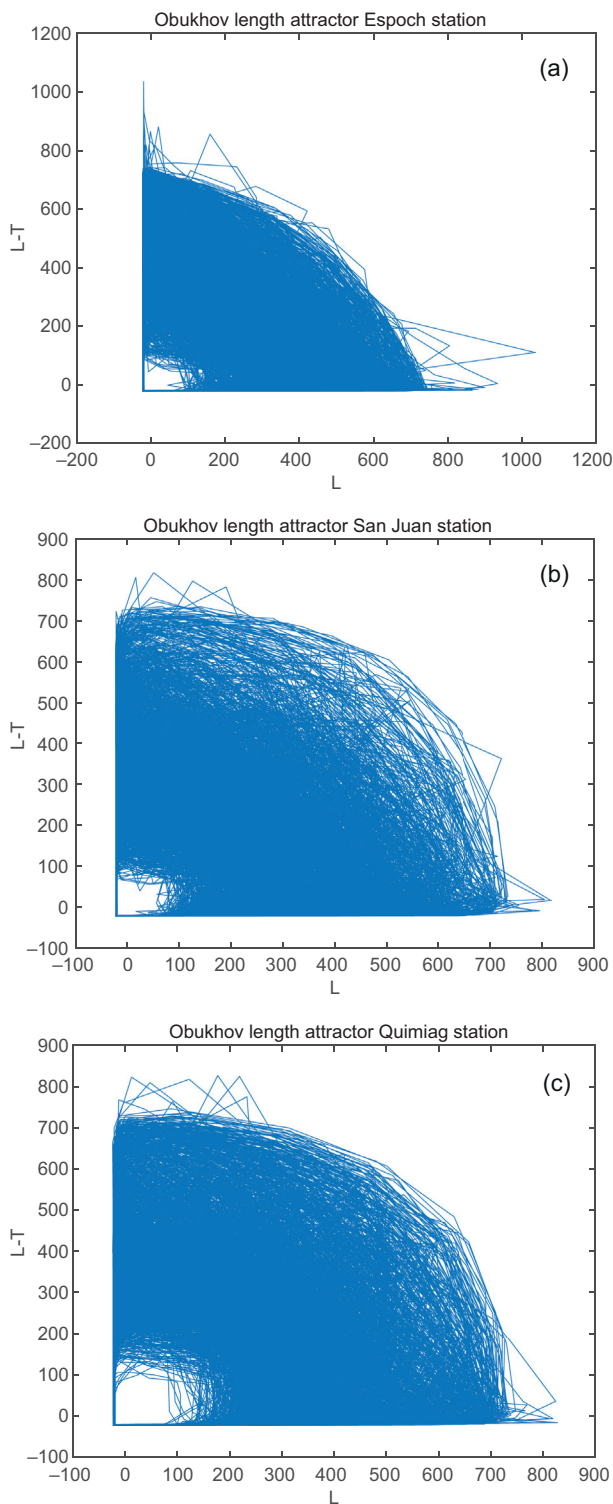 Obukhov length attractor Espoch station
(a)
1200
1000
800
600
400
200
0
–200
L-T
–200 0 200 400 600 800 1000 1200
L
Obukhov length attractor San Juan station
(b)
900
800
700
600
500
400
300
200
100
0
–100
L-T
–100 0 100 200 300 400 500 600 700 800 900
L
Obukhov length attractor Quimiag station
(c)
900
800
700
600
500
400
300
200
100
0
–100
L-T
–100 0 100 200 300 400 500 600 700 800 900
L